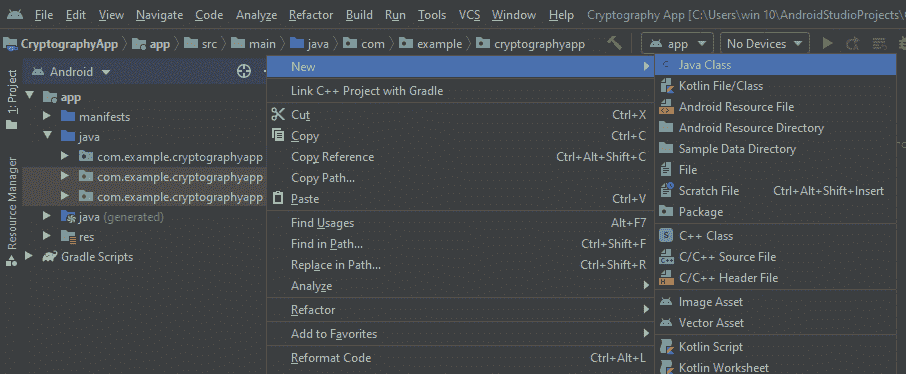 File Edit View Navigate Code Analyze Refactor Build Run Tools VCS Window Help Cryptography App [C:\Users\win 10\AndroidStudioProjects\
CryptographyApp app src main java com example cryptographyapp app No Devices
Android
1: Project
Resource Manager
app
manifests
java
com.example.cryptographyapp
com.example.cryptographyapp
com.example.cryptographyapp
java (generated)
res
Gradle Scripts
New
Link C++ Project with Gradle
Cut Ctrl+X
Copy Ctrl+C
Copy Reference Ctrl+Alt+Shift+C
Copy Path...
Paste Ctrl+V
Find Usages Alt+F7
Find in Path... Ctrl+Shift+F
Replace in Path... Ctrl+Shift+R
Analyze
Refactor
Add to Favorites
Reformat Code Ctrl+Alt+L
Java Class
Kotlin File/Class
Android Resource File
Android Resource Directory
Sample Data Directory
File
Scratch File Ctrl+Alt+Shift+Insert
Package
C++ Class
C/C++ Source File
C/C++ Header File
Image Asset
Vector Asset
Kotlin Script
Kotlin Worksheet